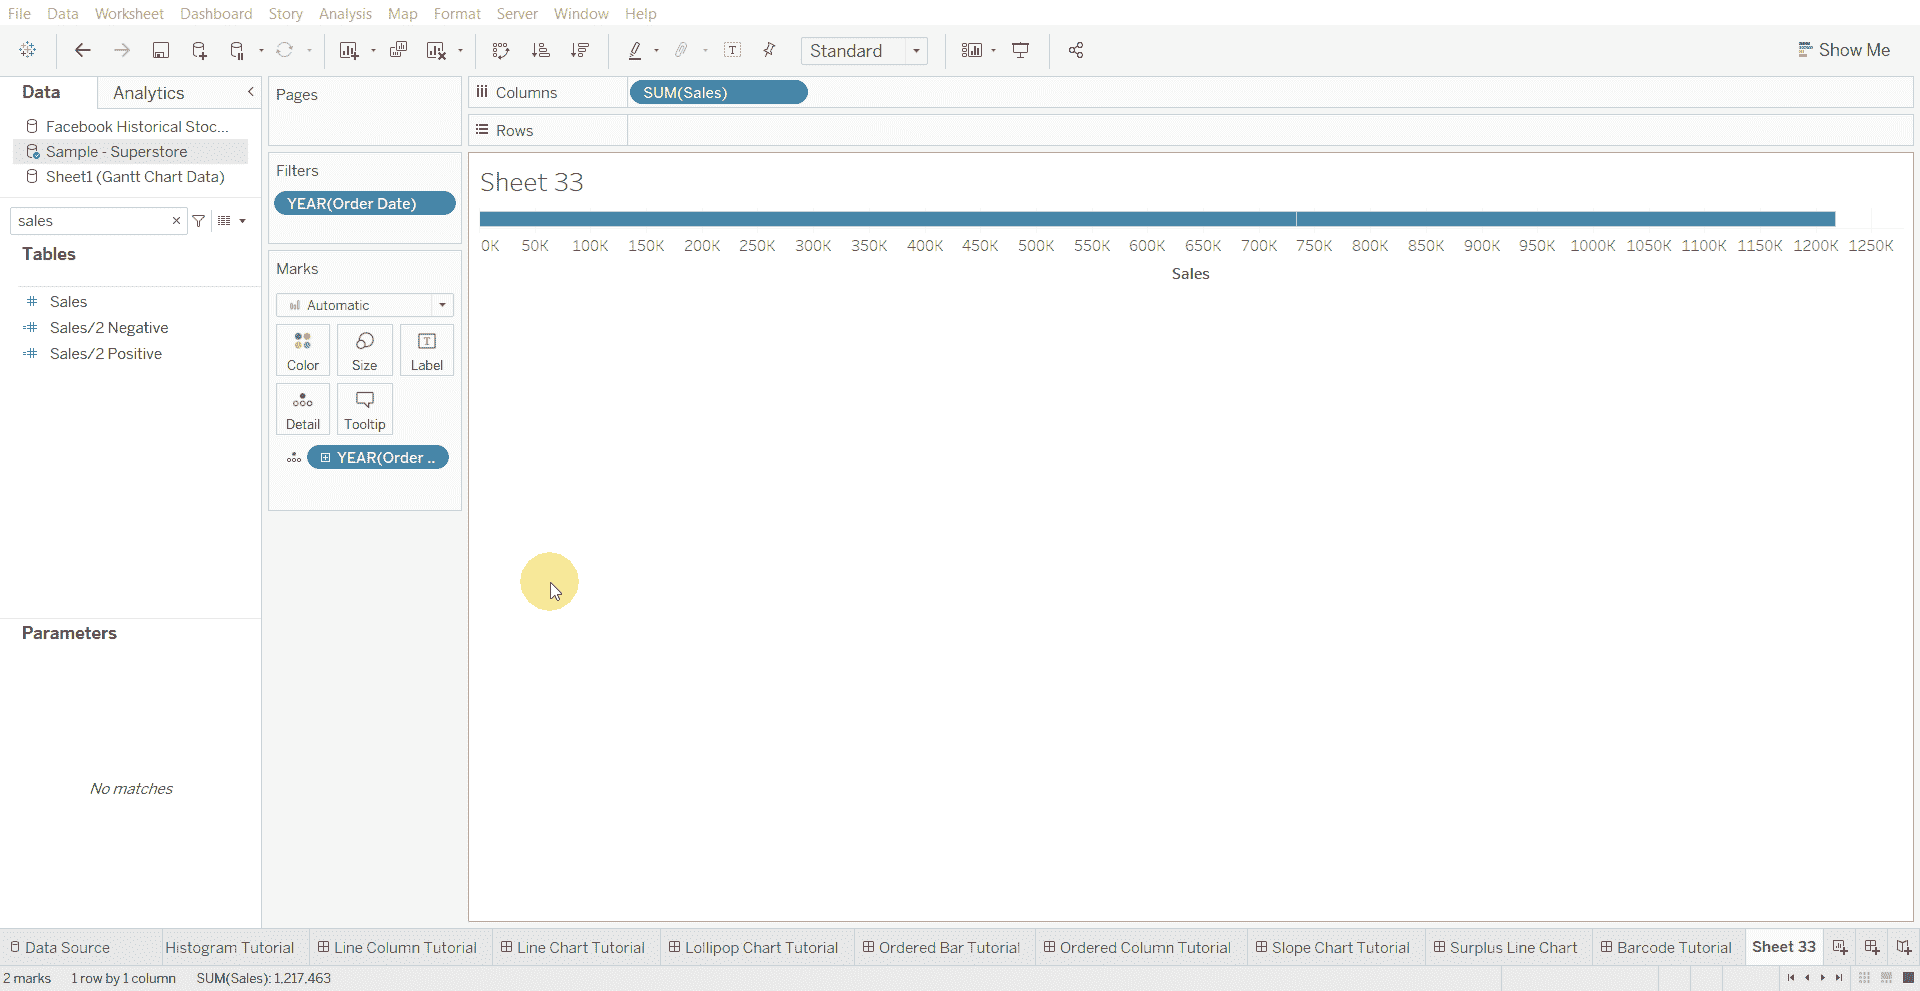 File Data Worksheet Dashboard Story Analysis Map Format Server Window Help
Standard
Show Me
Data Analytics
Facebook Historical Stoc...
Sample - Superstore
Sheet1 (Gantt Chart Data)
sales
Tables
Sales
Sales/2 Negative
Sales/2 Positive
Parameters
No matches
Pages
Filters
YEAR(Order Date)
Marks
Automatic
Color Size Label
Detail Tooltip
YEAR(Order ..
Columns SUM(Sales)
Rows
Sheet 33
0K 50K 100K 150K 200K 250K 300K 350K 400K 450K 500K 550K 600K 650K 700K 750K 800K 850K 900K 950K 1000K 1050K 1100K 1150K 1200K 1250K
Sales
Data Source Histogram Tutorial Line Column Tutorial Line Chart Tutorial Lollipop Chart Tutorial Ordered Bar Tutorial Ordered Column Tutorial Slope Chart Tutorial Surplus Line Chart Barcode Tutorial Sheet 33
2 marks 1 row by 1 column SUM(Sales): 1,217,463